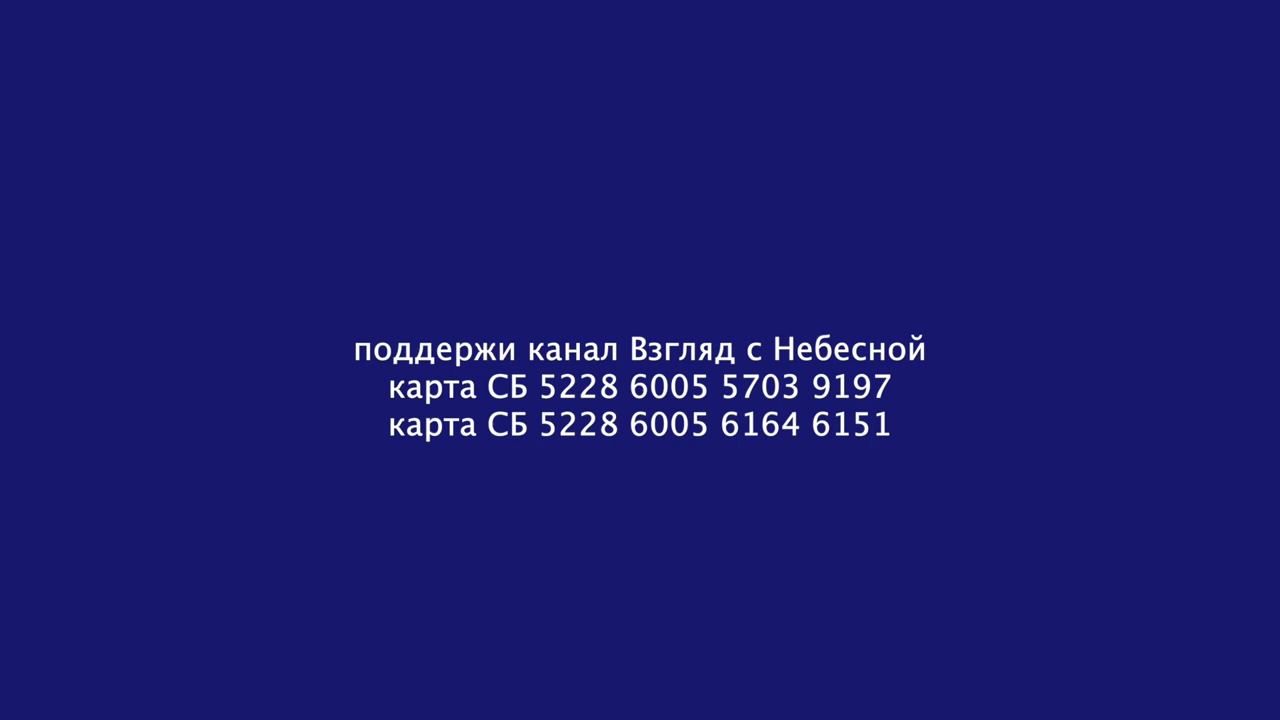 поддержи канал Взгляд с Небесной
карта СБ 5228 6005 5703 9197
карта СБ 5228 6005 6164 6151